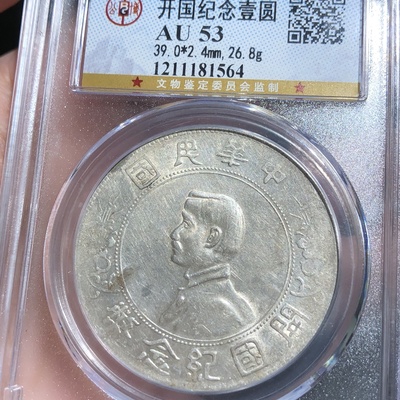 开国纪念壹圆
AU 53
39.0*2.4mm, 26.8g
1211181564
★ 文物鉴定委员会监制 ★
中華民國
開國紀念幣